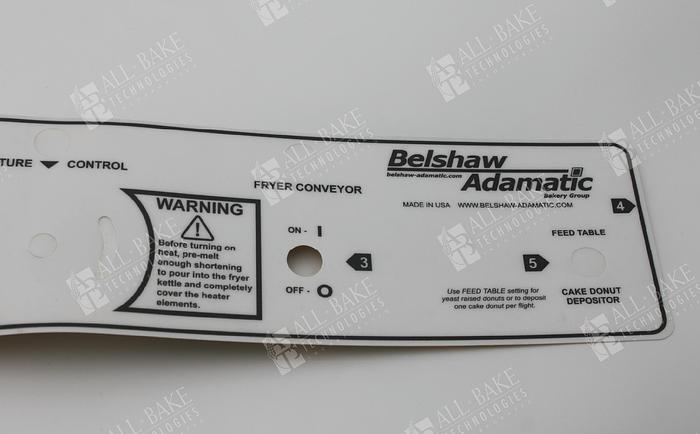 TURE CONTROL
WARNING
Before turning on
heat, pre-melt
enough shortening
to pour into the fryer
kettle and completely
cover the heater
elements.
FRYER CONVEYOR
ON - I
3
OFF - O
Belshaw
belshaw-adamatic.com
Adamatic
Bakery Group
MADE IN USA WWW.BELSHAW-ADAMATIC.COM
4
FEED TABLE
5
CAKE DONUT
DEPOSITOR
Use FEED TABLE setting for
yeast raised donuts or to deposit
one cake donut per flight.
ALL-BAKE
TECHNOLOGIES